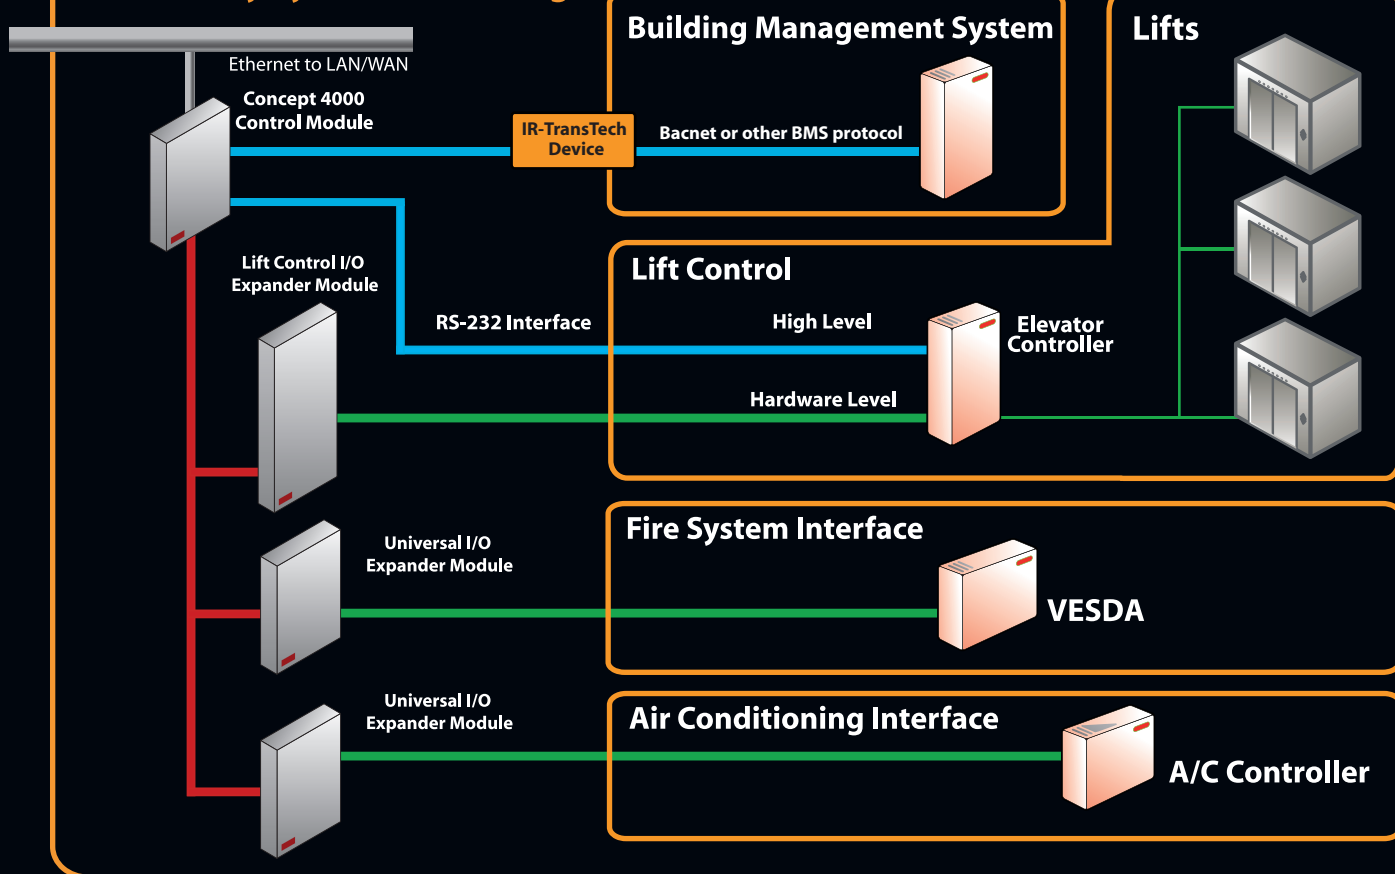 Building Management System
Lifts
Ethernet to LAN/WAN
Concept 4000
Control Module
IR-TransTech
Device
Bacnet or other BMS protocol
Lift Control I/O
Expander Module
Lift Control
RS-232 Interface
High Level
Elevator
Controller
Hardware Level
Universal I/O
Expander Module
Fire System Interface
VESDA
Universal I/O
Expander Module
Air Conditioning Interface
A/C Controller